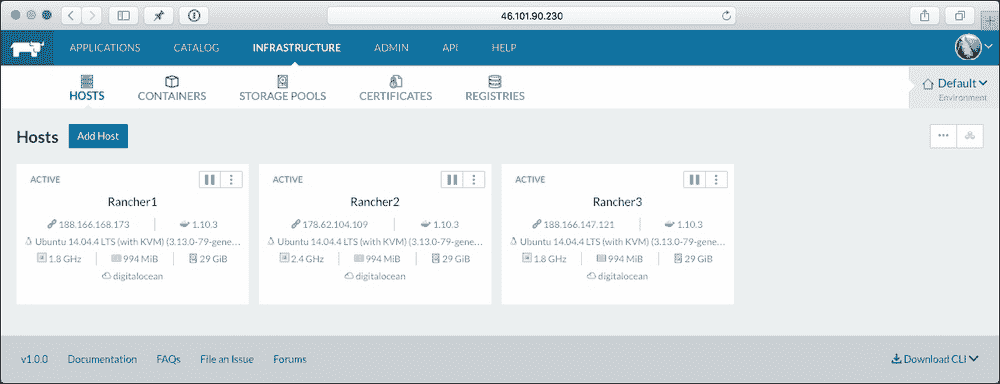 46.101.90.230
APPLICATIONS CATALOG INFRASTRUCTURE ADMIN API HELP
HOSTS CONTAINERS STORAGE POOLS CERTIFICATES REGISTRIES
Default
Environment
Hosts Add Host
ACTIVE
Rancher1
188.166.168.173 1.10.3
Ubuntu 14.04.4 LTS (with KVM) (3.13.0-79-gene...
1.8 GHz 994 MiB 29 GiB
digitalocean
ACTIVE
Rancher2
178.62.104.109 1.10.3
Ubuntu 14.04.4 LTS (with KVM) (3.13.0-79-gene...
2.4 GHz 994 MiB 29 GiB
digitalocean
ACTIVE
Rancher3
188.166.147.121 1.10.3
Ubuntu 14.04.4 LTS (with KVM) (3.13.0-79-gene...
1.8 GHz 994 MiB 29 GiB
digitalocean
v1.0.0 Documentation FAQs File an Issue Forums
Download CLI